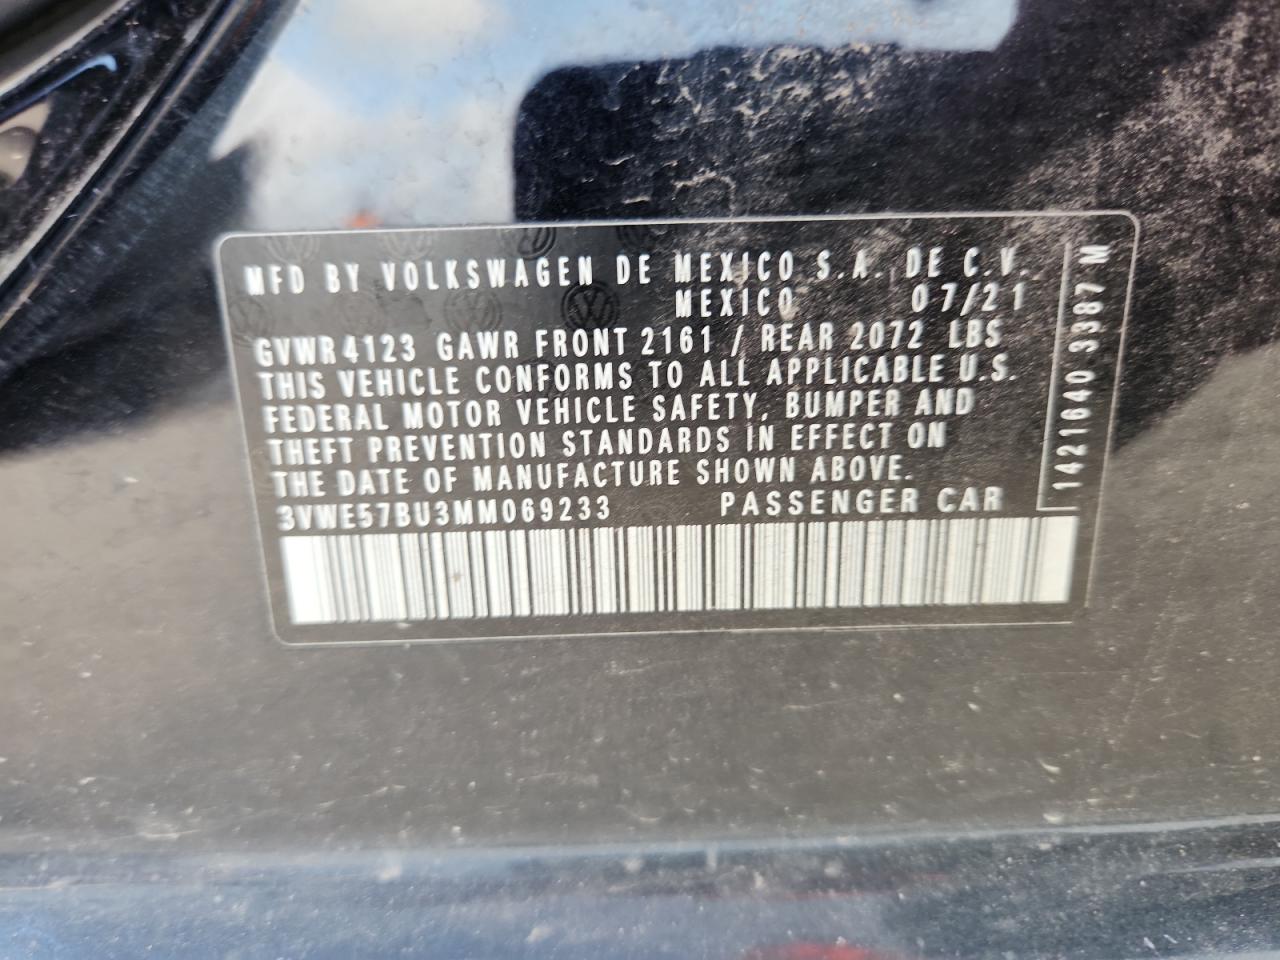 MFD BY VOLKSWAGEN DE MEXICO S.A. DE C.V.
MEXICO 07/21
GVWR 4123 GAWR FRONT 2161 / REAR 2072 LBS
THIS VEHICLE CONFORMS TO ALL APPLICABLE U.S.
FEDERAL MOTOR VEHICLE SAFETY, BUMPER AND
THEFT PREVENTION STANDARDS IN EFFECT ON
THE DATE OF MANUFACTURE SHOWN ABOVE.
3VWE57BU3MM069233 PASSENGER CAR
1421640 3387 M